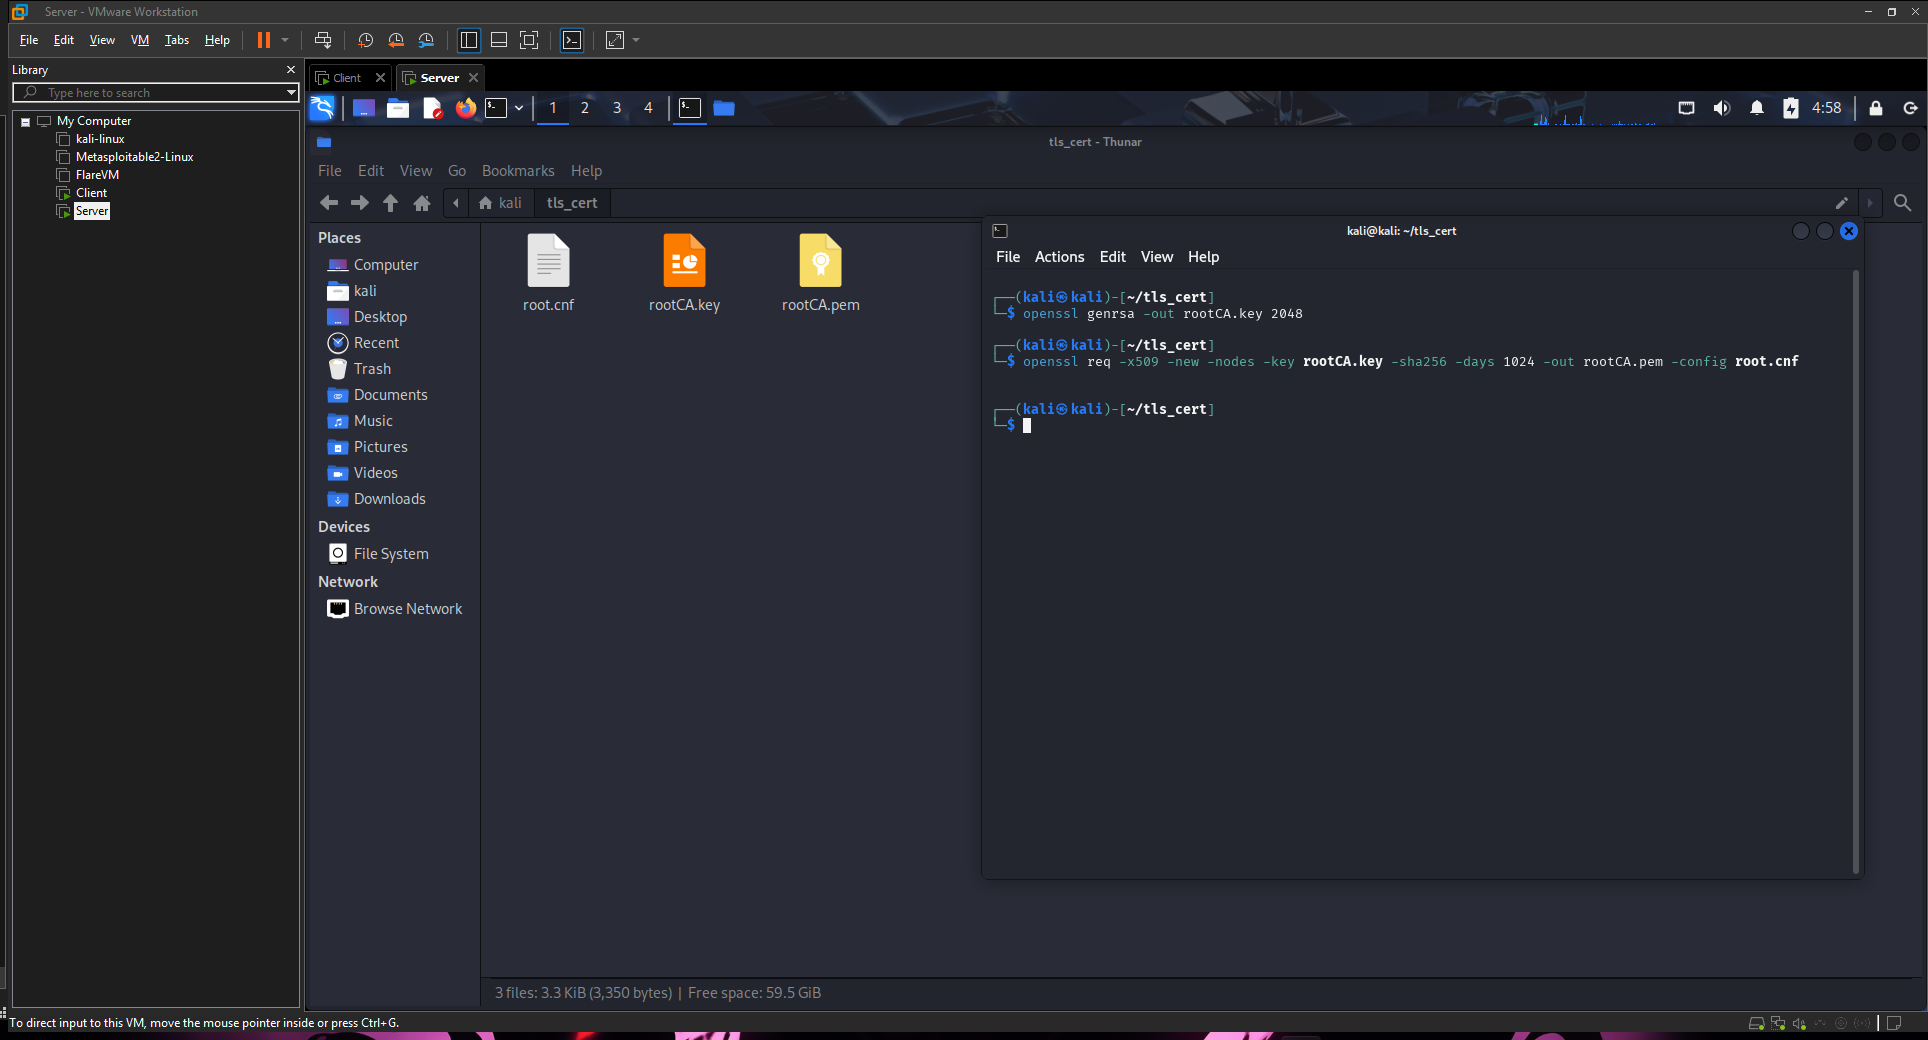 Server - VMware Workstation
File Edit View VM Tabs Help
Library
Type here to search
My Computer
kali-linux
Metasploitable2-Linux
FlareVM
Client
Server
Client
Server
1 2 3 4
4:58
tls_cert - Thunar
File Edit View Go Bookmarks Help
kali
tls_cert
Places
Computer
kali
Desktop
Recent
Trash
Documents
Music
Pictures
Videos
Downloads
Devices
File System
Network
Browse Network
root.cnf
rootCA.key
rootCA.pem
kali@kali: ~/tls_cert
File Actions Edit View Help
┌──(kali㉿kali)-[~/tls_cert]
└─$ openssl genrsa -out rootCA.key 2048
┌──(kali㉿kali)-[~/tls_cert]
└─$ openssl req -x509 -new -nodes -key rootCA.key -sha256 -days 1024 -out rootCA.pem -config root.cnf
┌──(kali㉿kali)-[~/tls_cert]
└─$
3 files: 3.3 KiB (3,350 bytes) | Free space: 59.5 GiB
To direct input to this VM, move the mouse pointer inside or press Ctrl+G.